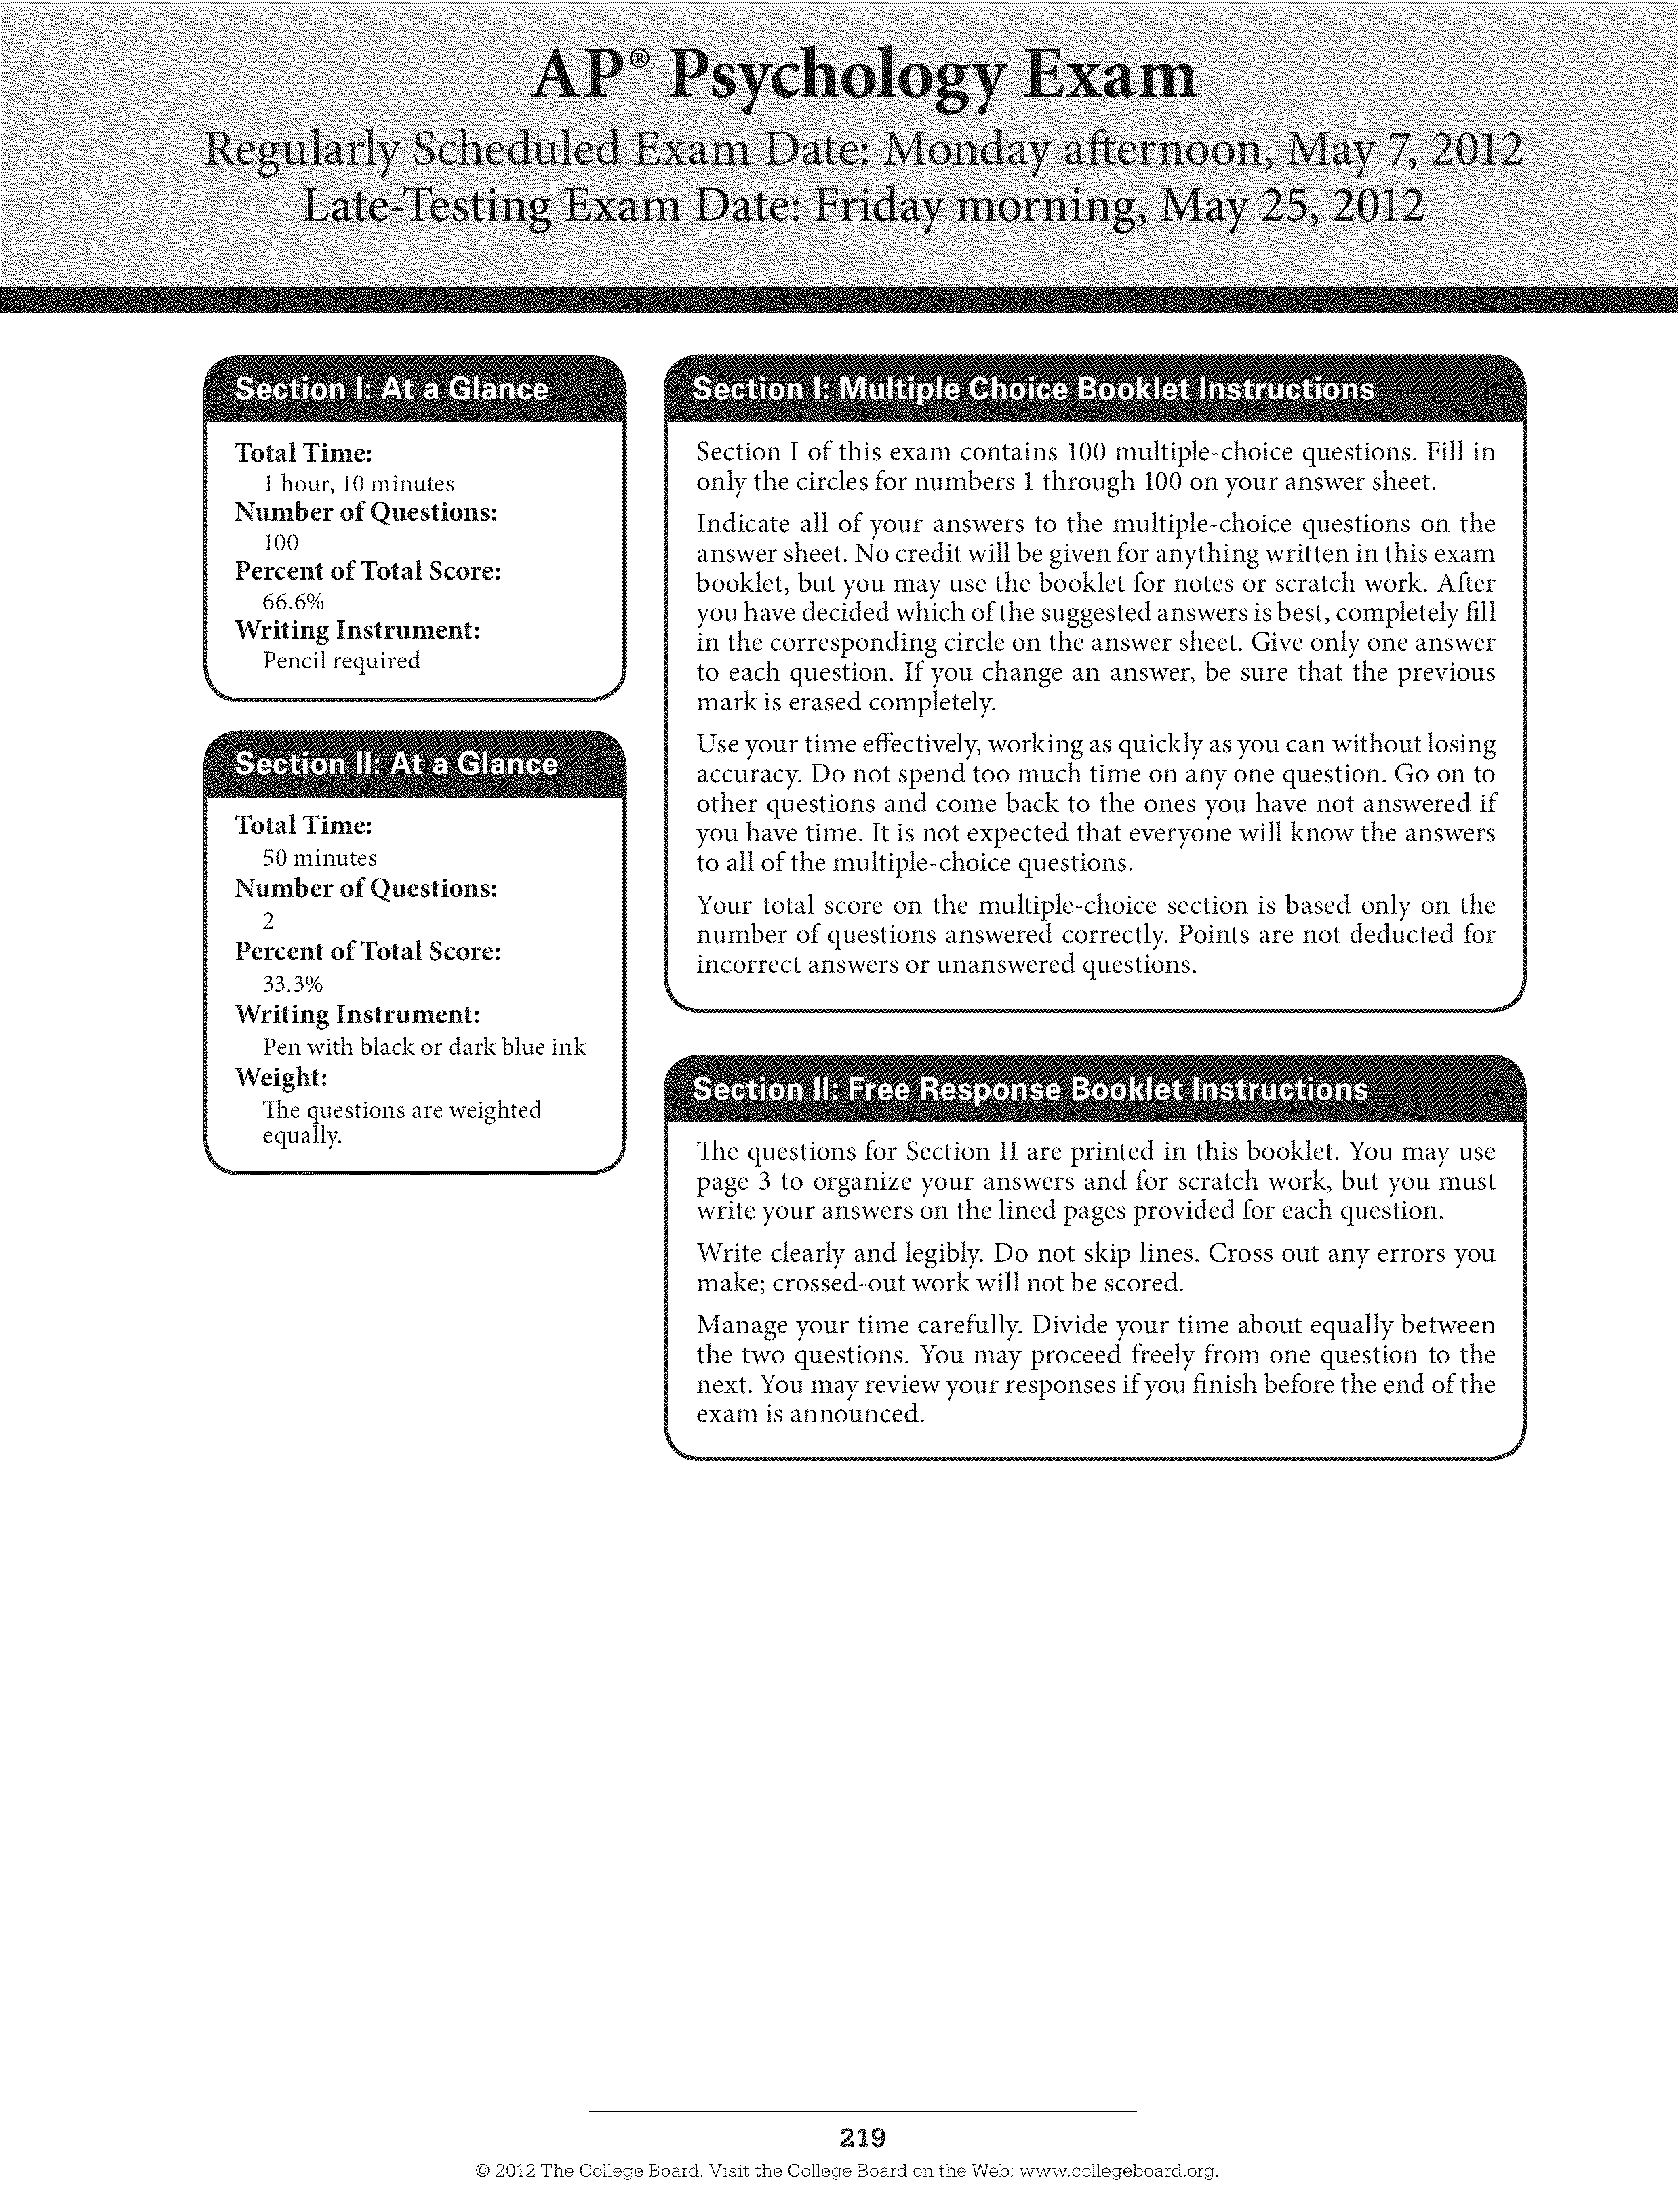 AP® Psychology Exam
Regularly Scheduled Exam Date: Monday afternoon, May 7, 2012
Late-Testing Exam Date: Friday morning, May 25, 2012
Section I: At a Glance
Total Time:
1 hour, 10 minutes
Number of Questions:
100
Percent of Total Score:
66.6%
Writing Instrument:
Pencil required
Section II: At a Glance
Total Time:
50 minutes
Number of Questions:
2
Percent of Total Score:
33.3%
Writing Instrument:
Pen with black or dark blue ink
Weight:
The questions are weighted
equally.
Section I: Multiple Choice Booklet Instructions
Section I of this exam contains 100 multiple-choice questions. Fill in
only the circles for numbers 1 through 100 on your answer sheet.
Indicate all of your answers to the multiple-choice questions on the
answer sheet. No credit will be given for anything written in this exam
booklet, but you may use the booklet for notes or scratch work. After
you have decided which of the suggested answers is best, completely fill
in the corresponding circle on the answer sheet. Give only one answer
to each question. If you change an answer, be sure that the previous
mark is erased completely.
Use your time effectively, working as quickly as you can without losing
accuracy. Do not spend too much time on any one question. Go on to
other questions and come back to the ones you have not answered if
you have time. It is not expected that everyone will know the answers
to all of the multiple-choice questions.
Your total score on the multiple-choice section is based only on the
number of questions answered correctly. Points are not deducted for
incorrect answers or unanswered questions.
Section II: Free Response Booklet Instructions
The questions for Section II are printed in this booklet. You may use
page 3 to organize your answers and for scratch work, but you must
write your answers on the lined pages provided for each question.
Write clearly and legibly. Do not skip lines. Cross out any errors you
make; crossed-out work will not be scored.
Manage your time carefully. Divide your time about equally between
the two questions. You may proceed freely from one question to the
next. You may review your responses if you finish before the end of the
exam is announced.
219
© 2012 The College Board. Visit the College Board on the Web: www.collegeboard.org.